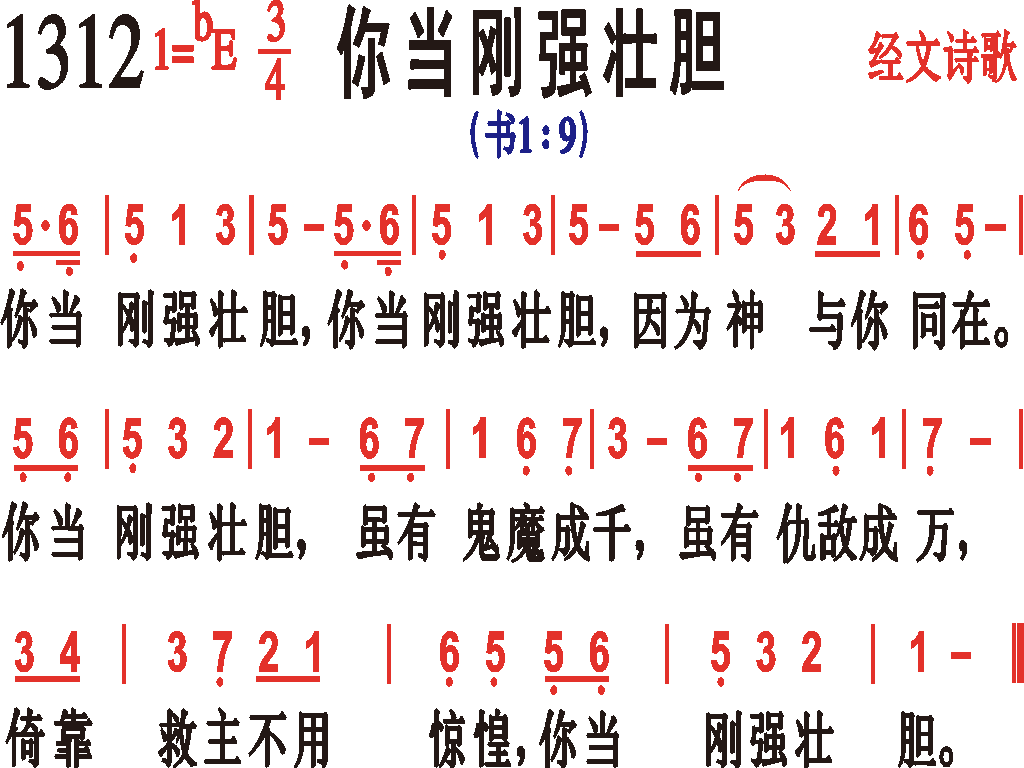 1312 1=♭E 3/4 你当刚强壮胆 经文诗歌
(书1:9)
5·6 | 5 1 3 | 5 – 5·6 | 5 1 3 | 5 – 5 6 | 5 3 2 1 | 6 5 – |
你当 刚强壮胆,你当刚强壮胆,因为神 与你同在。
5 6 | 5 3 2 | 1 – 6 7 | 1 6 7 | 3 – 6 7 | 1 6 1 | 7 – |
你当 刚强壮胆, 虽有 鬼魔成千, 虽有 仇敌成万,
3 4 | 3 7 2 1 | 6 5 5 6 | 5 3 2 | 1 – ‖
倚靠 救主不用 惊惶,你当 刚强壮 胆。